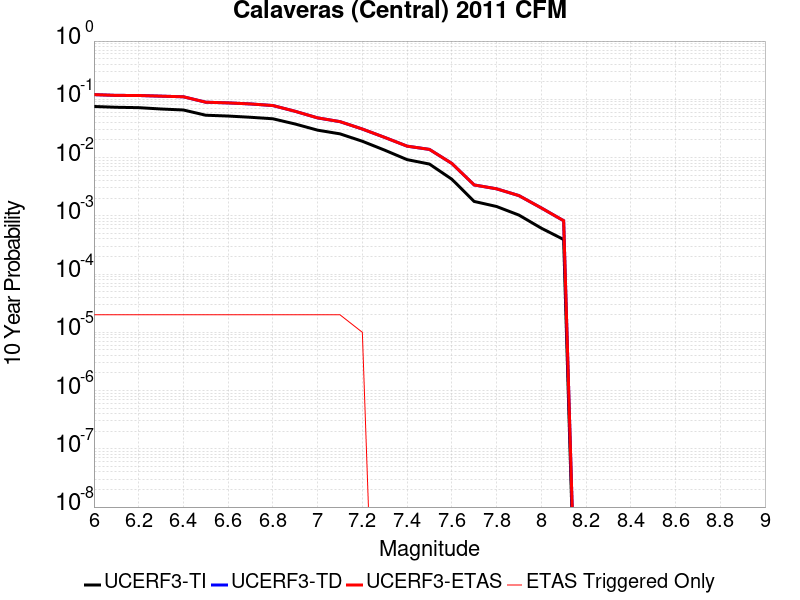 Calaveras (Central) 2011 CFM
10 Year Probability
10^0
10^-1
10^-2
10^-3
10^-4
10^-5
10^-6
10^-7
10^-8
6 6.2 6.4 6.6 6.8 7 7.2 7.4 7.6 7.8 8 8.2 8.4 8.6 8.8 9
Magnitude
UCERF3-TI UCERF3-TD UCERF3-ETAS ETAS Triggered Only